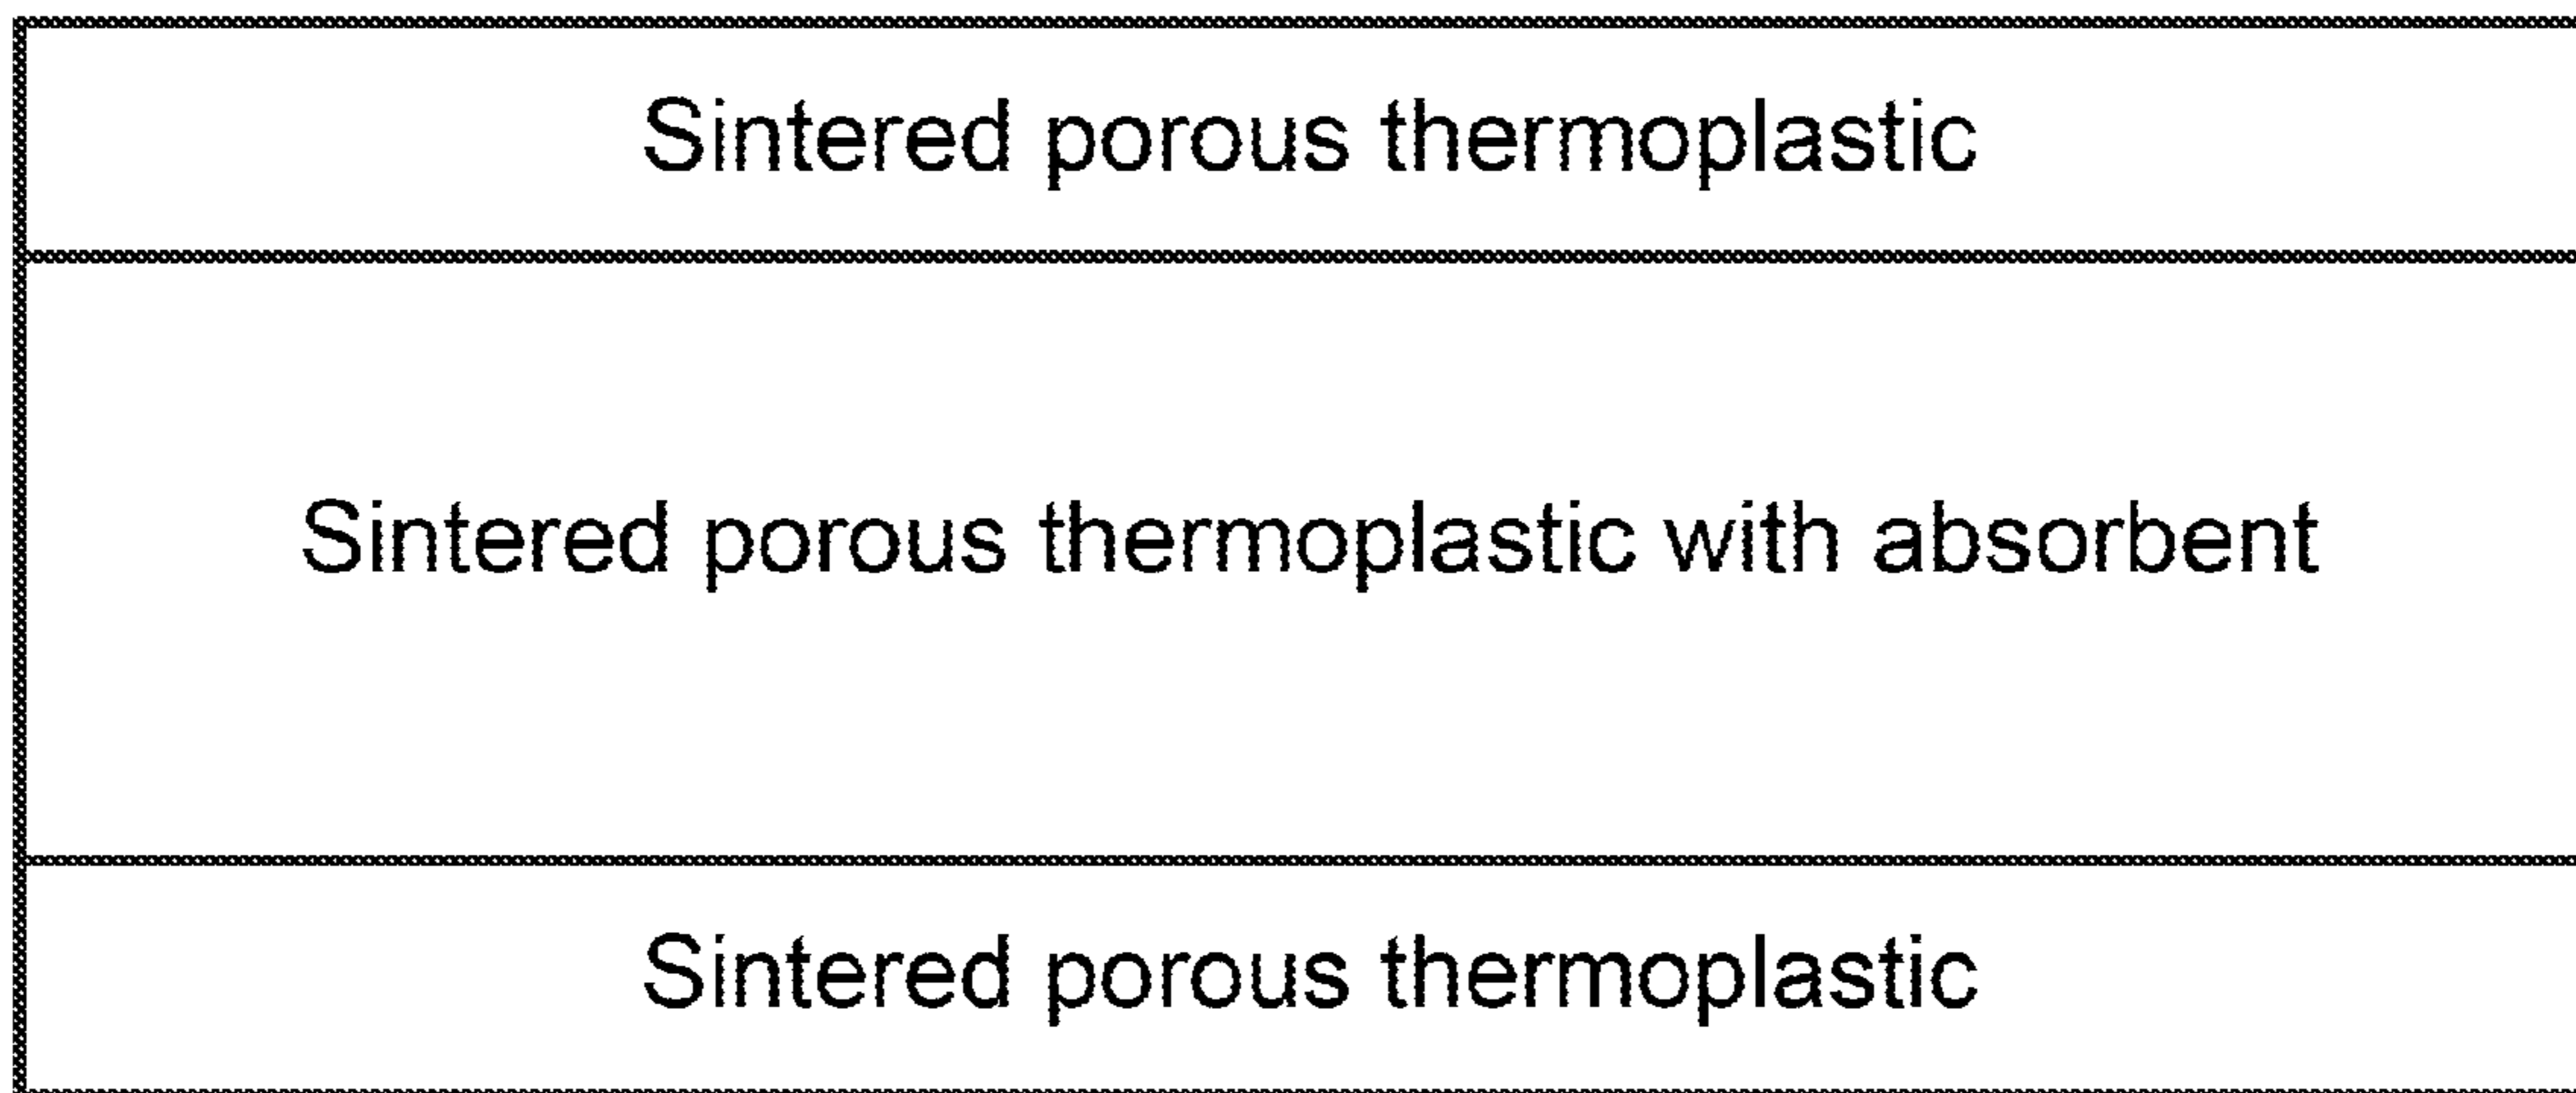 Sintered porous thermoplastic
Sintered porous thermoplastic with absorbent
Sintered porous thermoplastic